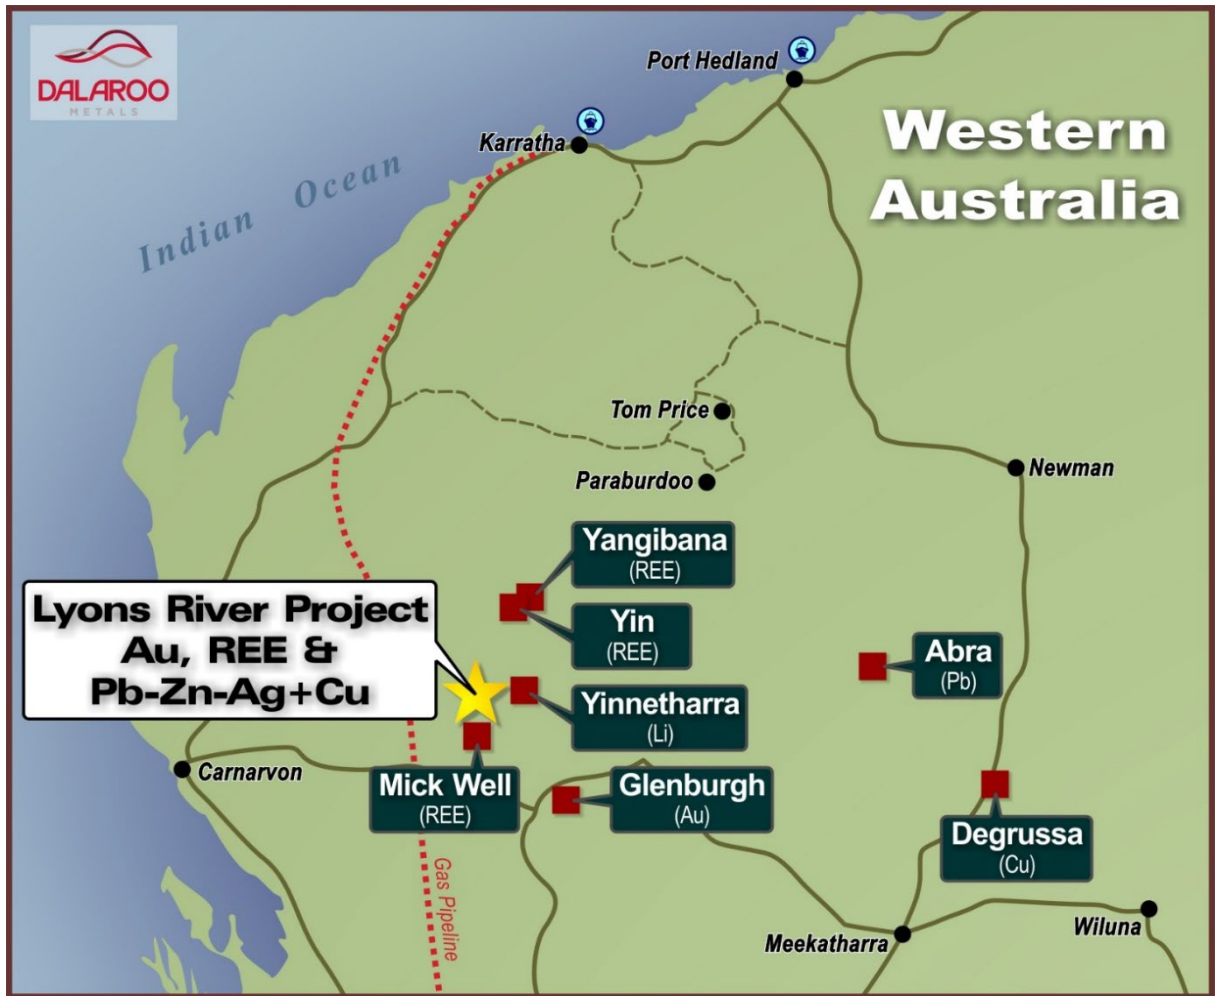 DALAROO
METALS
Port Hedland
Western
Australia
Karratha
Indian Ocean
Tom Price
Newman
Paraburdoo
Yangibana
(REE)
Lyons River Project
Au, REE &
Pb-Zn-Ag+Cu
Yin
(REE)
Abra
(Pb)
Yinnetharra
(Li)
Carnarvon
Mick Well
(REE)
Glenburgh
(Au)
Degrussa
(Cu)
Gas Pipeline
Meekatharra
Wiluna